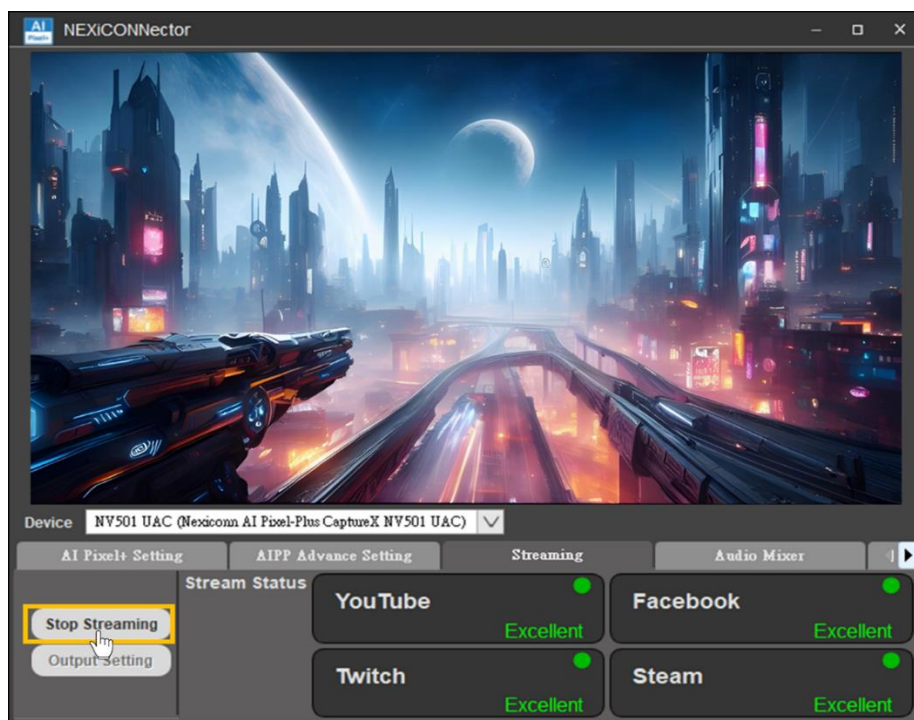 AI
Pixel+
NEXiCONNector
Device NV501 UAC (Nexiconn AI Pixel-Plus CaptureX NV501 UAC)
AI Pixel+ Setting AIPP Advance Setting Streaming Audio Mixer
Stream Status
Stop Streaming
Output Setting
YouTube
Excellent
Facebook
Excellent
Twitch
Excellent
Steam
Excellent